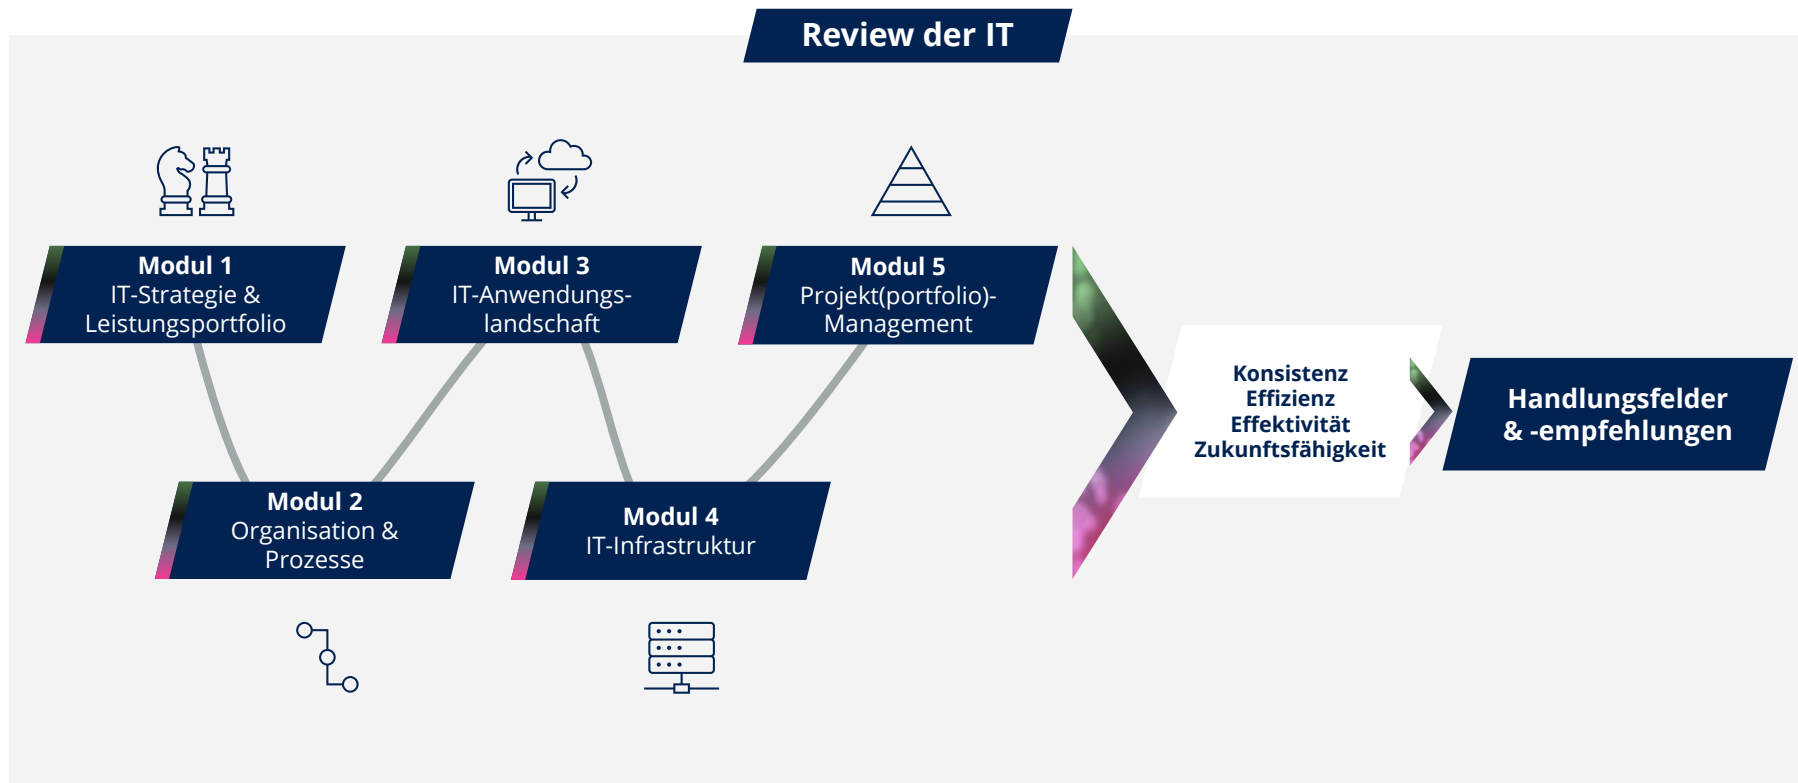 Review der IT
Modul 1
IT-Strategie &
Leistungsportfolio
Modul 2
Organisation &
Prozesse
Modul 3
IT-Anwendungs-
landschaft
Modul 4
IT-Infrastruktur
Modul 5
Projekt(portfolio)-
Management
Konsistenz
Effizienz
Effektivität
Zukunftsfähigkeit
Handlungsfelder
& -empfehlungen